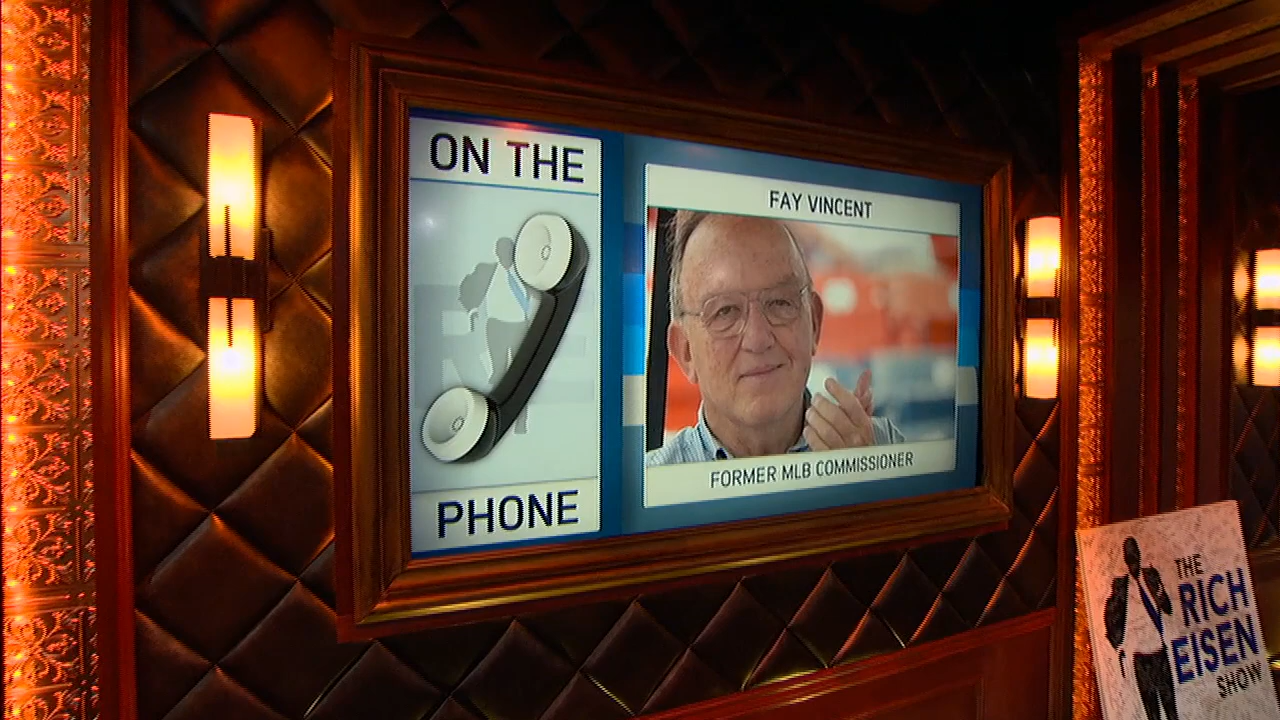 ON THE
PHONE
FAY VINCENT
FORMER MLB COMMISSIONER
THE
RICH
EISEN
SHOW